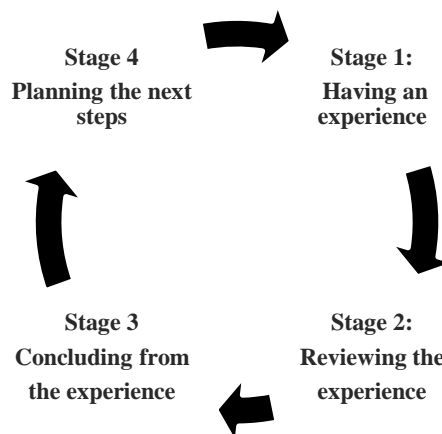 Stage 1:
Having an
experience
Stage 2:
Reviewing the
experience
Stage 3
Concluding from
the experience
Stage 4
Planning the next
steps